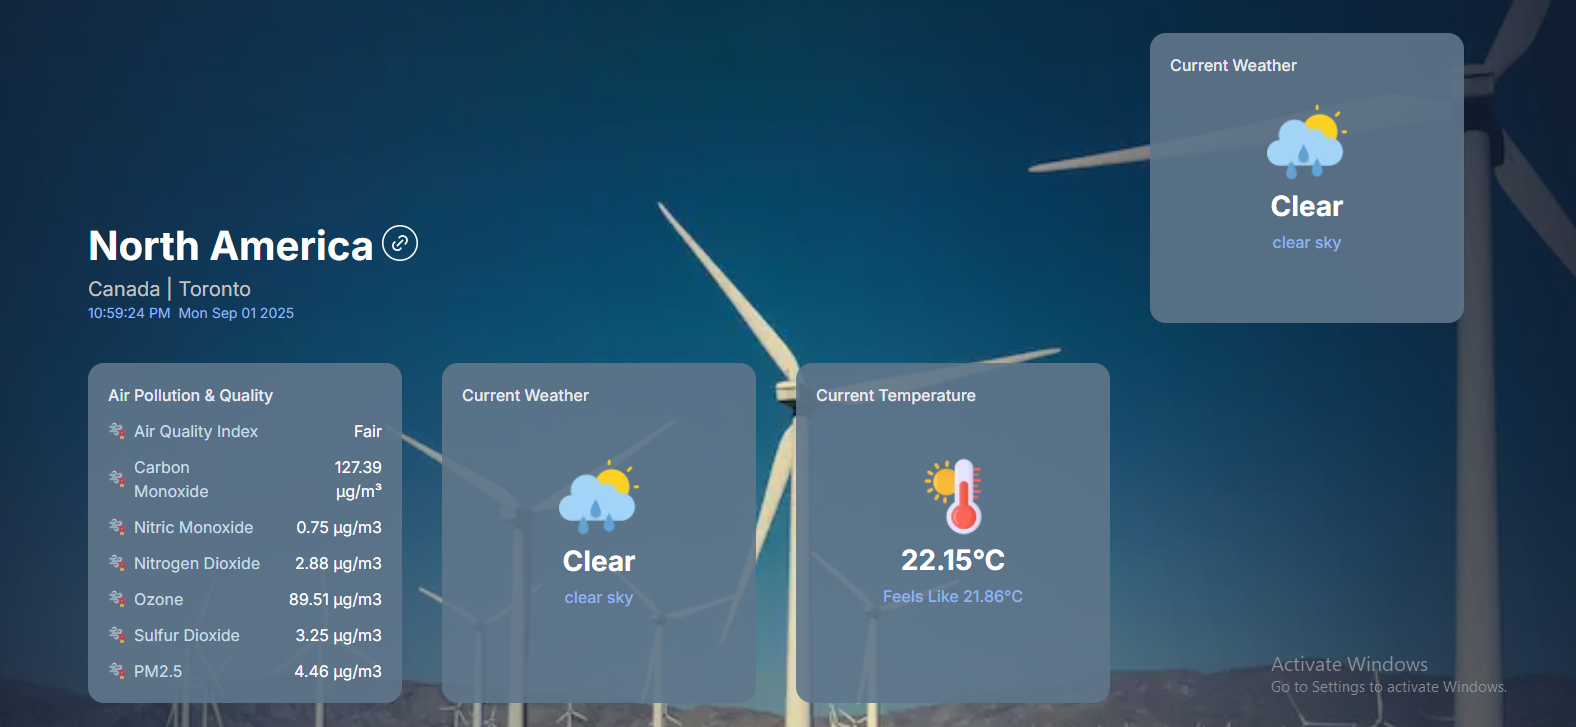 Current Weather
Clear
clear sky
North America
Canada | Toronto
10:59:24 PM Mon Sep 01 2025
Air Pollution & Quality
Air Quality Index Fair
Carbon Monoxide 127.39 µg/m³
Nitric Monoxide 0.75 µg/m3
Nitrogen Dioxide 2.88 µg/m3
Ozone 89.51 µg/m3
Sulfur Dioxide 3.25 µg/m3
PM2.5 4.46 µg/m3
Current Weather
Clear
clear sky
Current Temperature
22.15°C
Feels Like 21.86°C
Activate Windows
Go to Settings to activate Windows.